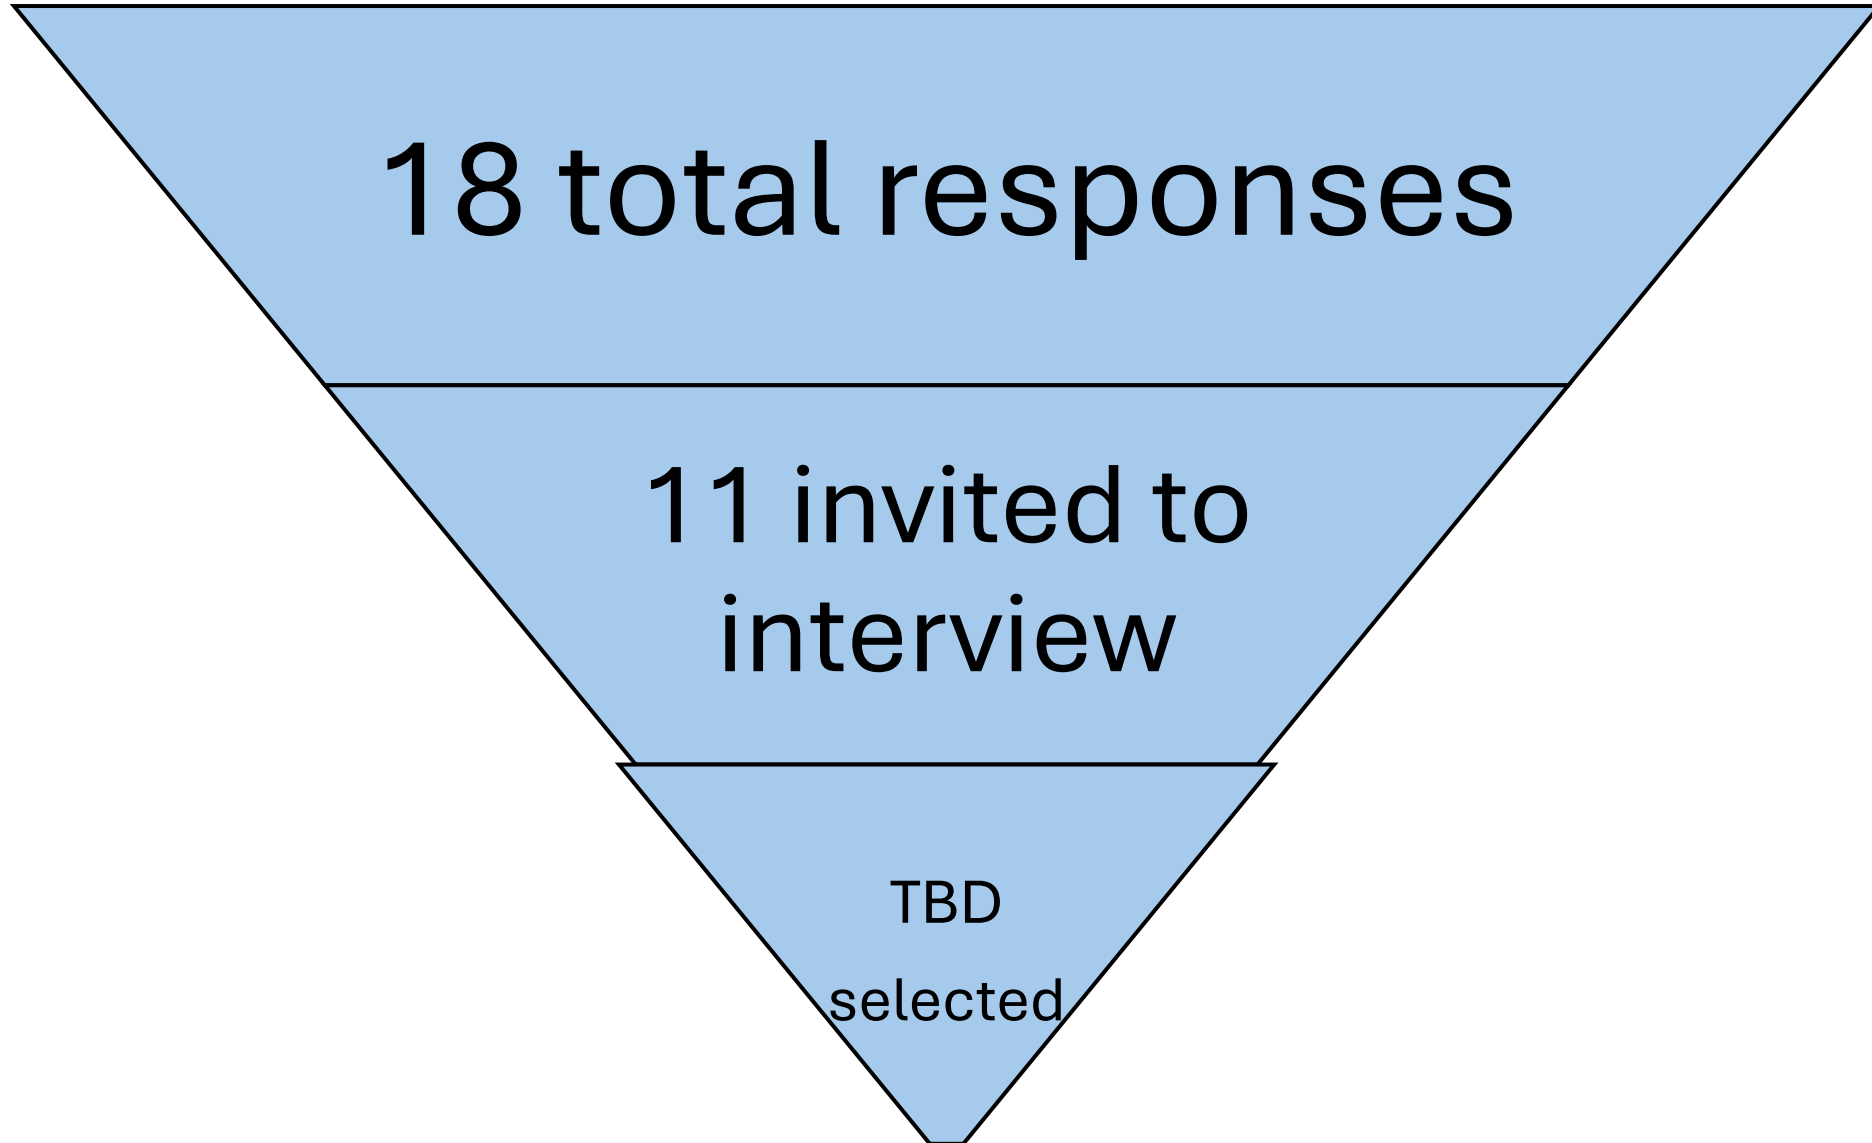 18 total responses
11 invited to
interview
TBD
selected